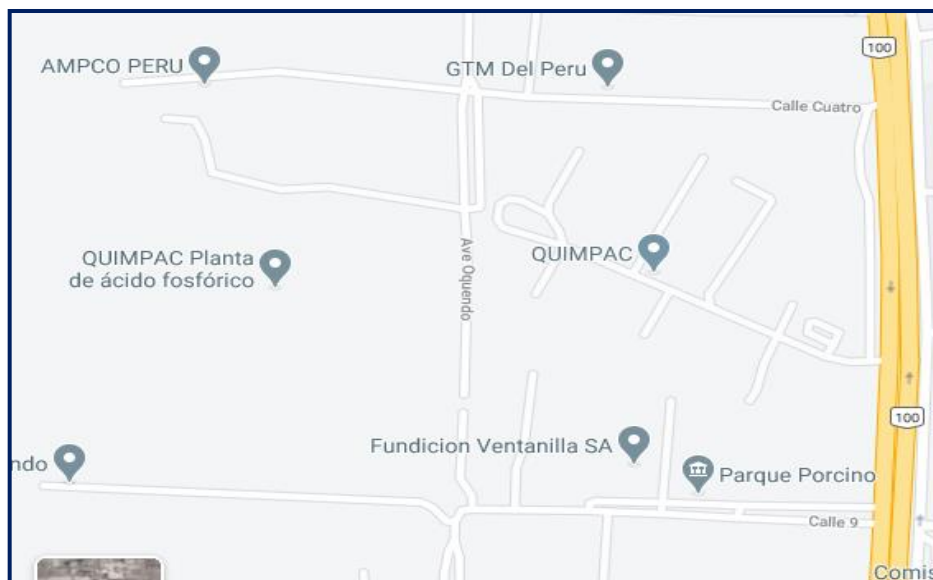 100
AMPCO PERU
GTM Del Peru
Calle Cuatro
QUIMPAC Planta
de ácido fosfórico
Ave Oquendo
QUIMPAC
100
Fundicion Ventanilla SA
ndo
Parque Porcino
Calle 9
Comis